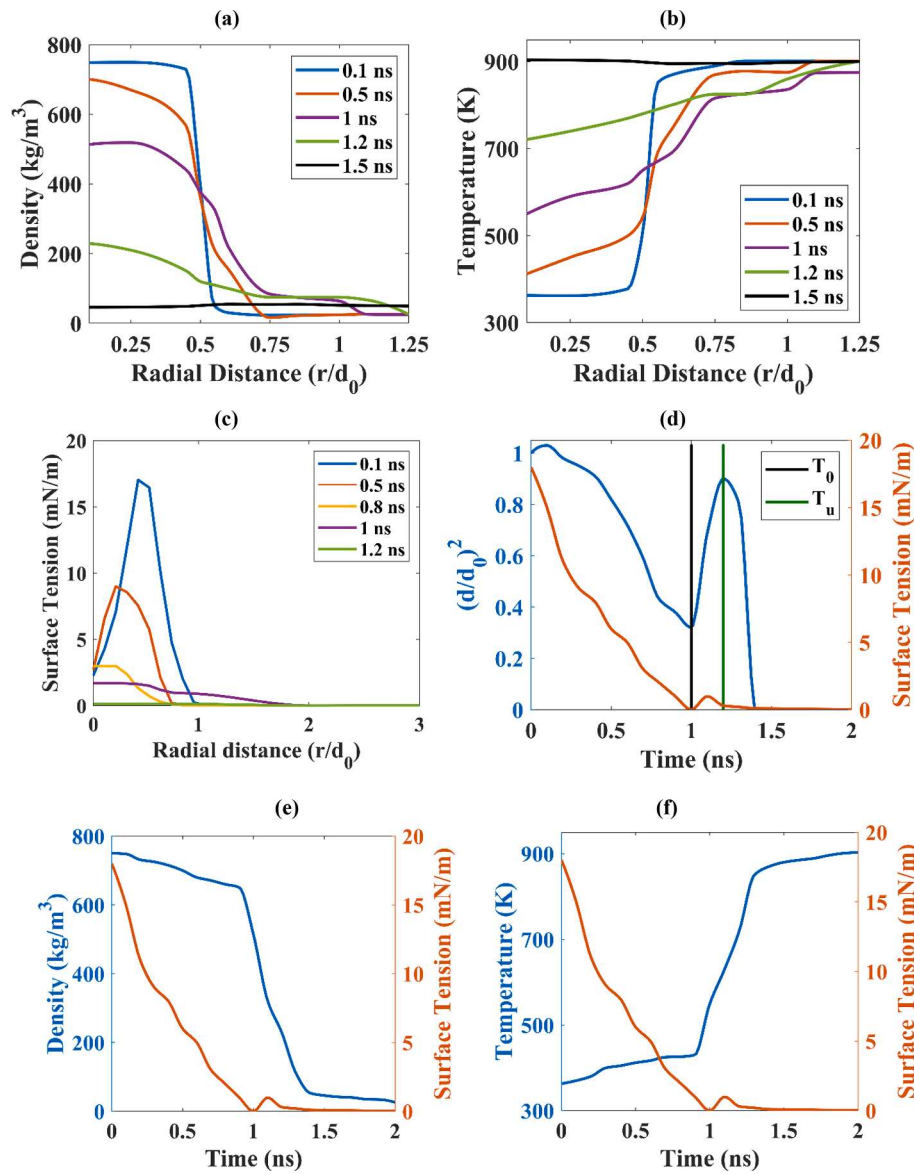 (a)
800
600
400
200
0
Density (kg/m³)
0.25 0.5 0.75 1 1.25
Radial Distance (r/d₀)
0.1 ns
0.5 ns
1 ns
1.2 ns
1.5 ns
(b)
900
700
500
300
Temperature (K)
0.25 0.5 0.75 1 1.25
Radial Distance (r/d₀)
0.1 ns
0.5 ns
1 ns
1.2 ns
1.5 ns
(c)
20
15
10
5
0
Surface Tension (mN/m)
0 1 2 3
Radial distance (r/d₀)
0.1 ns
0.5 ns
0.8 ns
1 ns
1.2 ns
(d)
1
0.8
0.6
0.4
0.2
0
(d/d₀)²
0 0.5 1 1.5 2
Time (ns)
T₀
Tᵤ
20
15
10
5
0
Surface Tension (mN/m)
(e)
800
600
400
200
0
Density (kg/m³)
0 0.5 1 1.5 2
Time (ns)
20
15
10
5
0
Surface Tension (mN/m)
(f)
900
700
500
300
Temperature (K)
0 0.5 1 1.5 2
Time (ns)
20
15
10
5
0
Surface Tension (mN/m)